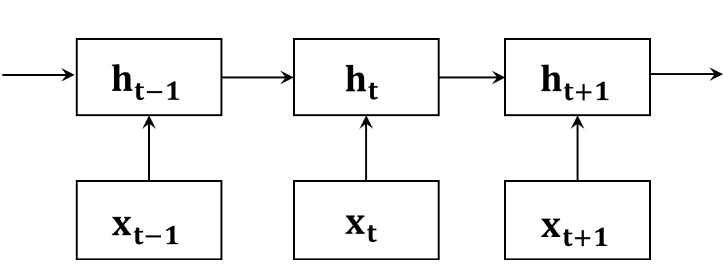 h_{t−1} h_t h_{t+1}
x_{t−1} x_t x_{t+1}